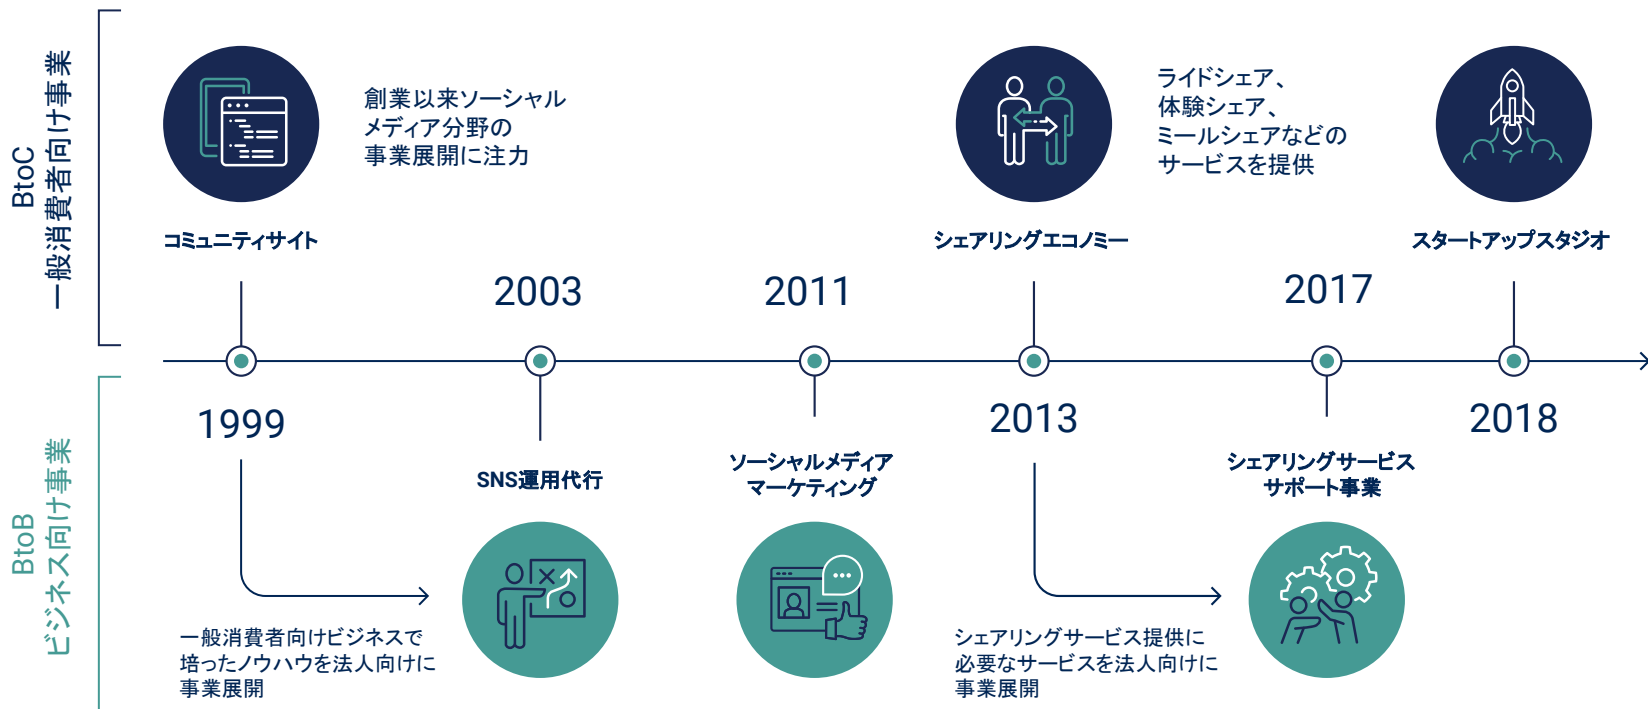 BtoC
一般消費者向け事業
創業以来ソーシャル
メディア分野の
事業展開に注力
ライドシェア、
体験シェア、
ミールシェアなどの
サービスを提供
コミュニティサイト
シェアリングエコノミー
スタートアップスタジオ
2003
2011
2017
1999
2013
2018
BtoB
ビジネス向け事業
SNS運用代行
ソーシャルメディア
マーケティング
シェアリングサービス
サポート事業
一般消費者向けビジネスで
培ったノウハウを法人向けに
事業展開
シェアリングサービス提供に
必要なサービスを法人向けに
事業展開